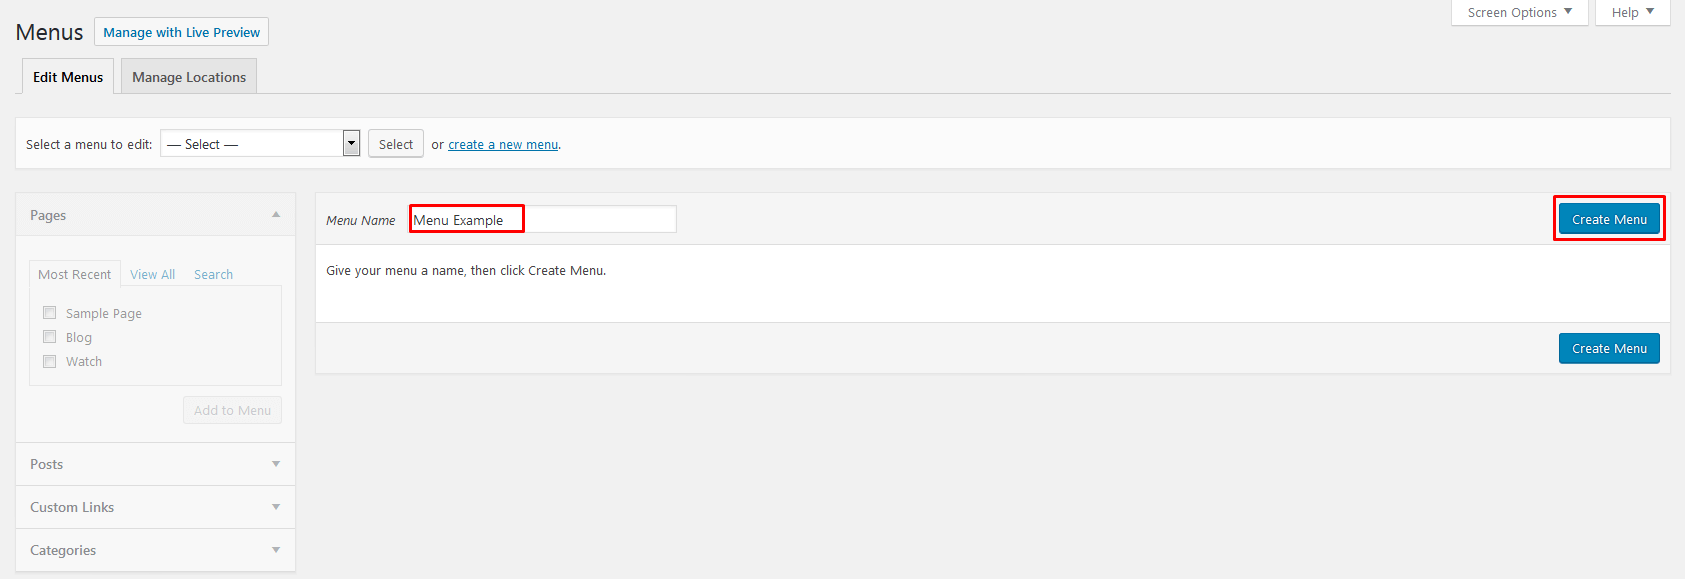 Screen Options Help
Menus Manage with Live Preview
Edit Menus Manage Locations
Select a menu to edit: — Select — Select or create a new menu.
Pages
Most Recent View All Search
Sample Page
Blog
Watch
Add to Menu
Posts
Custom Links
Categories
Menu Name Menu Example Create Menu
Give your menu a name, then click Create Menu.
Create Menu